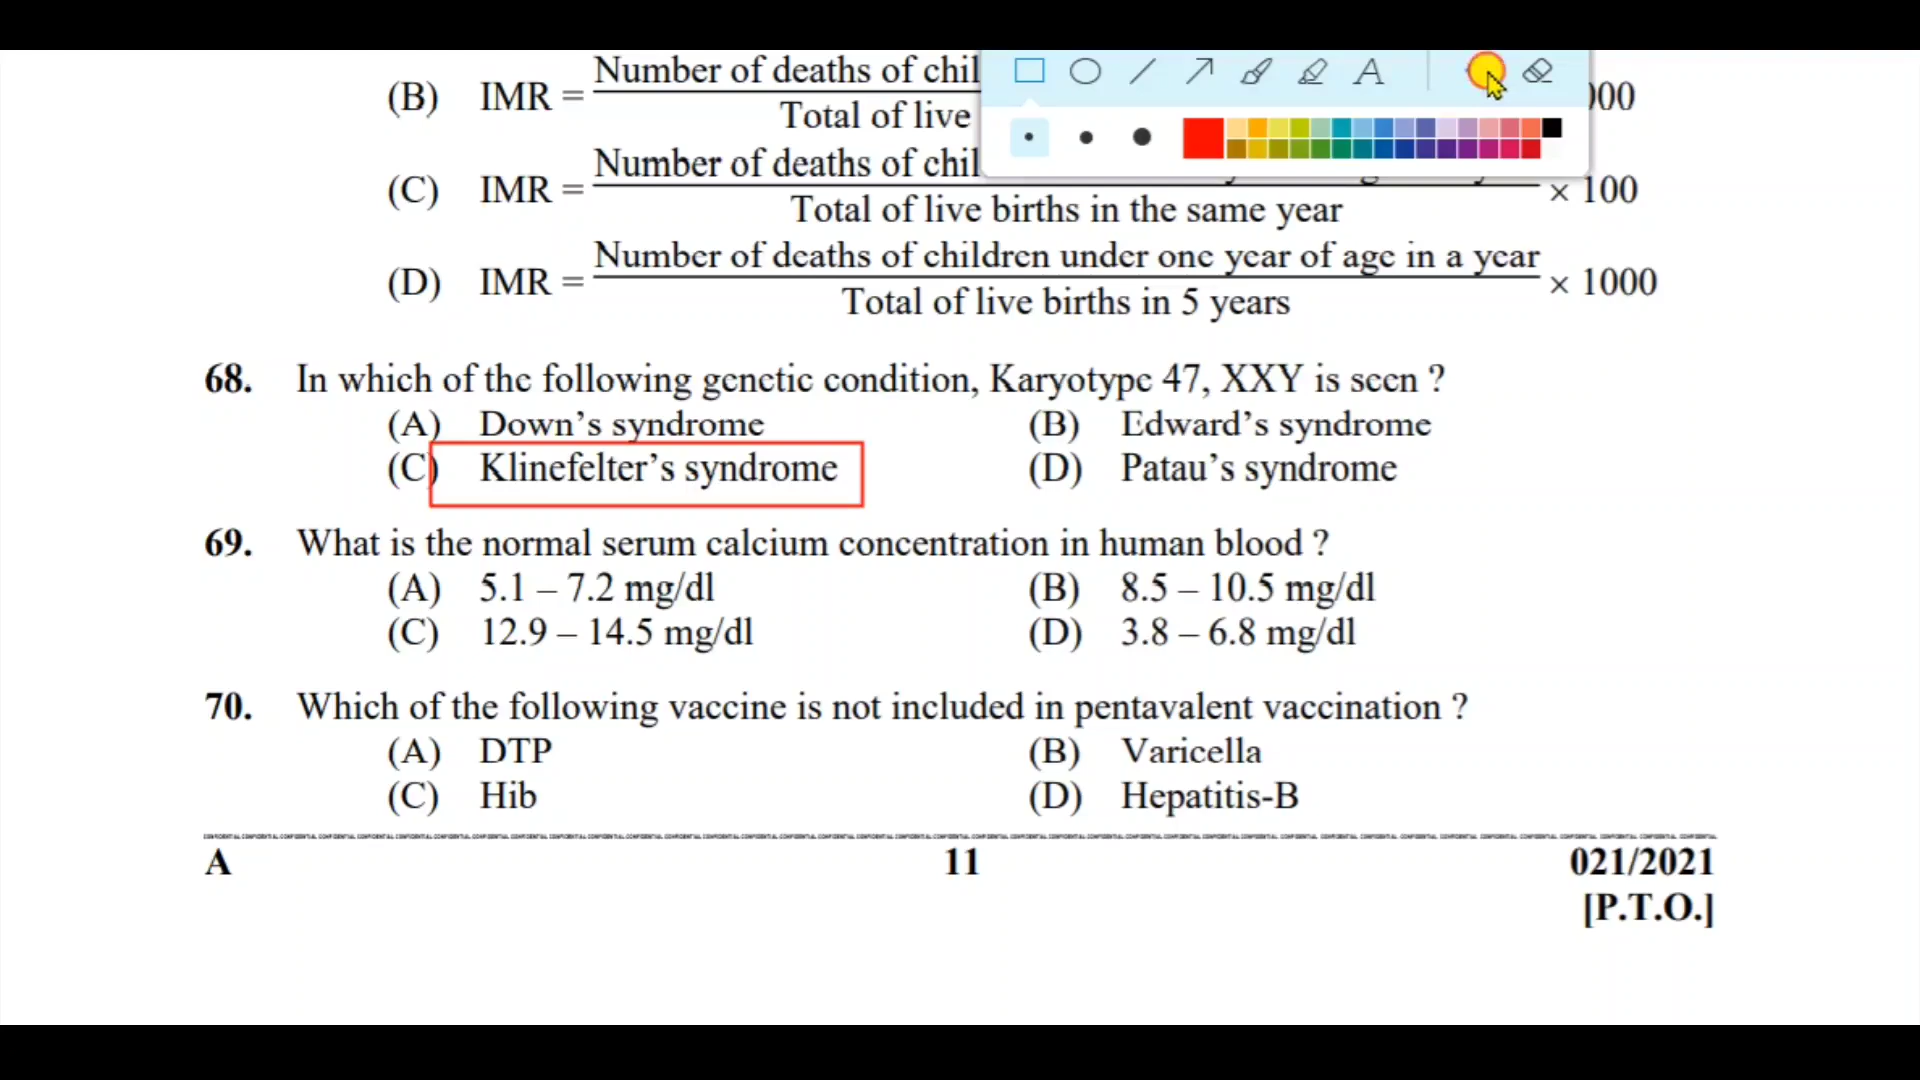 (B) IMR = Number of deaths of chil
Total of live 000
Number of deaths of chil
(C) IMR = × 100
Total of live births in the same year
Number of deaths of children under one year of age in a year
(D) IMR = × 1000
Total of live births in 5 years
68. In which of the following genetic condition, Karyotype 47, XXY is seen ?
(A) Down's syndrome (B) Edward's syndrome
(C) Klinefelter's syndrome (D) Patau's syndrome
69. What is the normal serum calcium concentration in human blood ?
(A) 5.1 – 7.2 mg/dl (B) 8.5 – 10.5 mg/dl
(C) 12.9 – 14.5 mg/dl (D) 3.8 – 6.8 mg/dl
70. Which of the following vaccine is not included in pentavalent vaccination ?
(A) DTP (B) Varicella
(C) Hib (D) Hepatitis-B
A 11 021/2021
[P.T.O.]